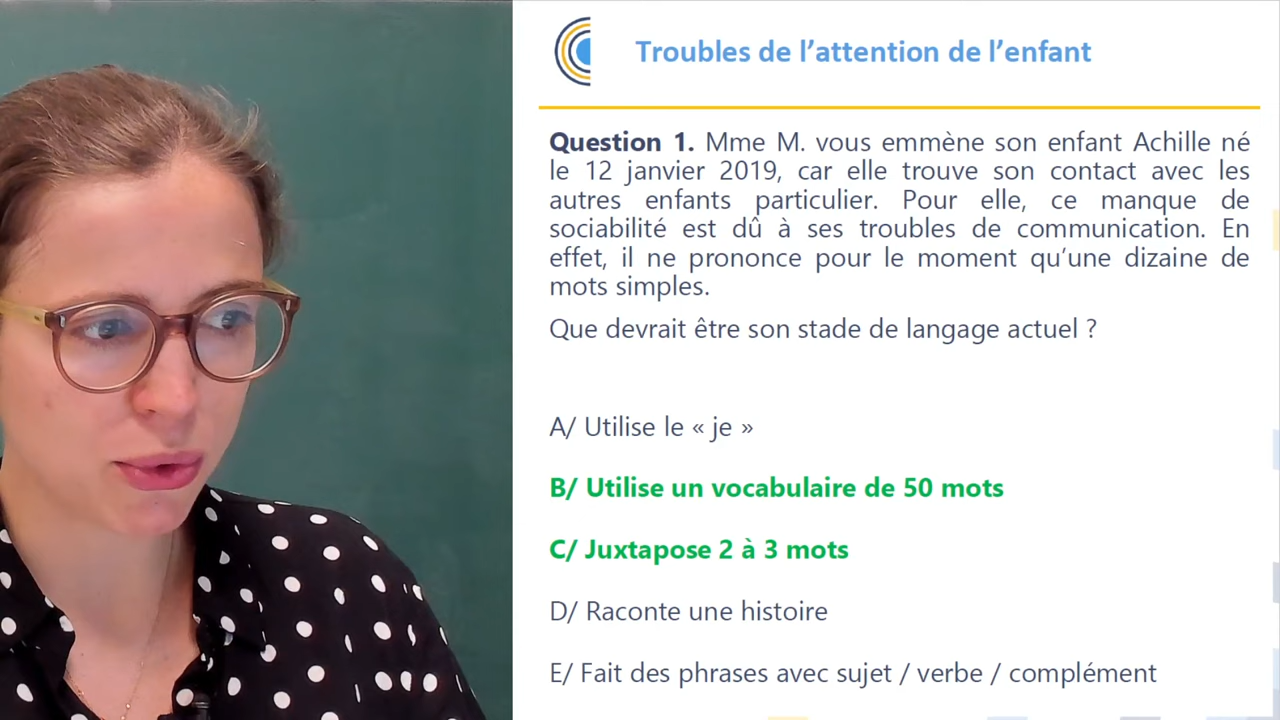 Troubles de l’attention de l’enfant
Question 1. Mme M. vous emmène son enfant Achille né
le 12 janvier 2019, car elle trouve son contact avec les
autres enfants particulier. Pour elle, ce manque de
sociabilité est dû à ses troubles de communication. En
effet, il ne prononce pour le moment qu’une dizaine de
mots simples.
Que devrait être son stade de langage actuel ?
A/ Utilise le « je »
B/ Utilise un vocabulaire de 50 mots
C/ Juxtapose 2 à 3 mots
D/ Raconte une histoire
E/ Fait des phrases avec sujet / verbe / complément